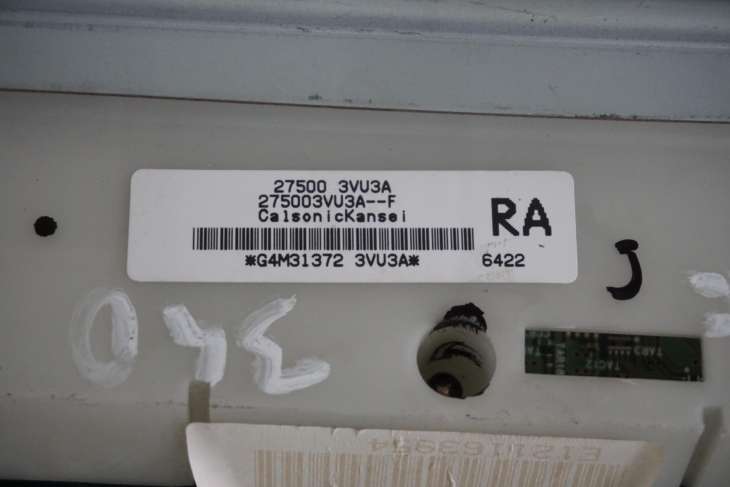 27500 3VU3A
275003VU3A--F
CalsonicKansei
RA
*G4M31372 3VU3A*
6422
J